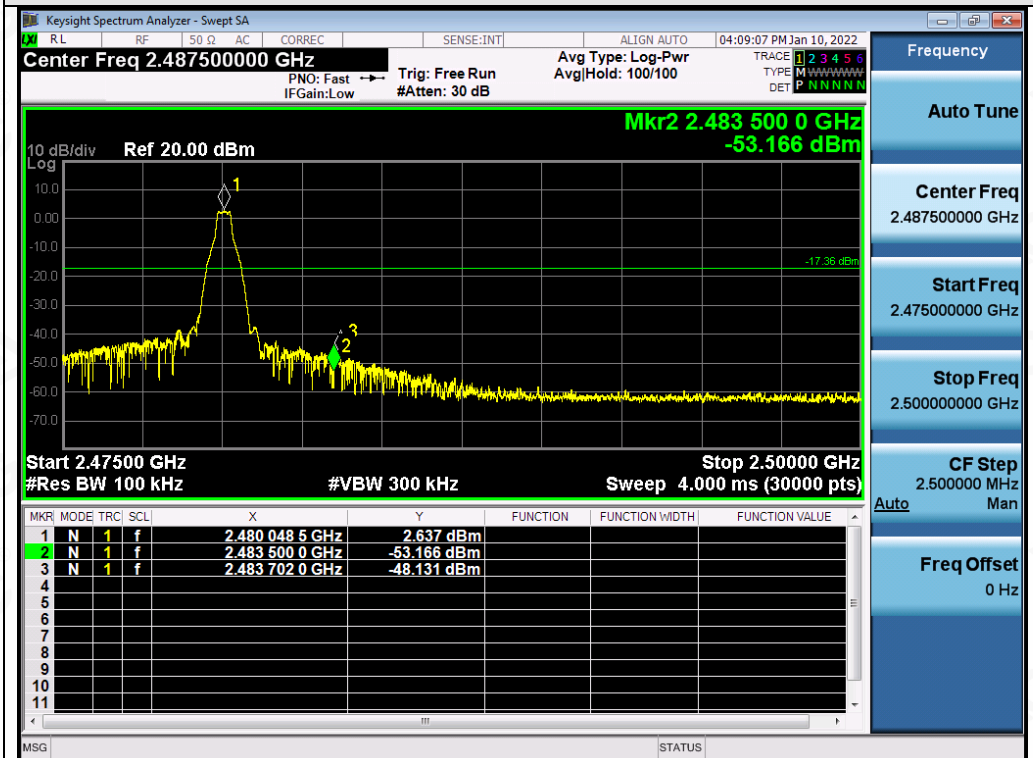 Keysight Spectrum Analyzer - Swept SA
LXI RL RF 50 Ω AC CORREC SENSE:INT ALIGN AUTO 04:09:07 PM Jan 10, 2022
Center Freq 2.487500000 GHz
PNO: Fast
IFGain:Low
Trig: Free Run
#Atten: 30 dB
Avg Type: Log-Pwr
Avg|Hold: 100/100
TRACE 1 2 3 4 5 6
TYPE M WWWWW
DET P N N N N N
Mkr2 2.483 500 0 GHz
-53.166 dBm
10 dB/div Ref 20.00 dBm
Log
10.0
0.00
-10.0
-20.0
-30.0
-40.0
-50.0
-60.0
-70.0
1
-17.36 dBm
3
2
Start 2.47500 GHz Stop 2.50000 GHz
#Res BW 100 kHz #VBW 300 kHz Sweep 4.000 ms (30000 pts)
MKR MODE TRC SCL X Y FUNCTION FUNCTION WIDTH FUNCTION VALUE
1 N 1 f 2.480 048 5 GHz 2.637 dBm
2 N 1 f 2.483 500 0 GHz -53.166 dBm
3 N 1 f 2.483 702 0 GHz -48.131 dBm
4
5
6
7
8
9
10
11
MSG STATUS
Frequency
Auto Tune
Center Freq
2.487500000 GHz
Start Freq
2.475000000 GHz
Stop Freq
2.500000000 GHz
CF Step
2.500000 MHz
Auto Man
Freq Offset
0 Hz